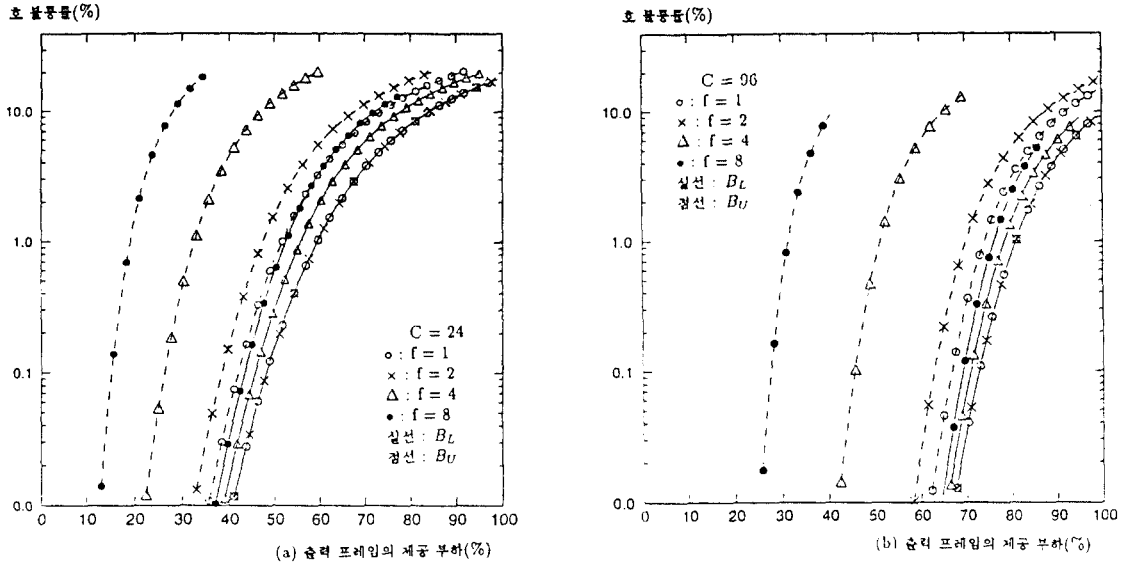 호 불통률(%)
10.0
1.0
0.1
0.0
0 10 20 30 40 50 60 70 80 90 100
C = 24
○ : f = 1
× : f = 2
△ : f = 4
● : f = 8
실선 : B_L
점선 : B_U
(a) 출력 프레임의 제공 부하(%)
호 불통률(%)
10.0
1.0
0.1
0.0
0 10 20 30 40 50 60 70 80 90 100
C = 96
○ : f = 1
× : f = 2
△ : f = 4
● : f = 8
실선 : B_L
점선 : B_U
(b) 출력 프레임의 제공 부하(%)